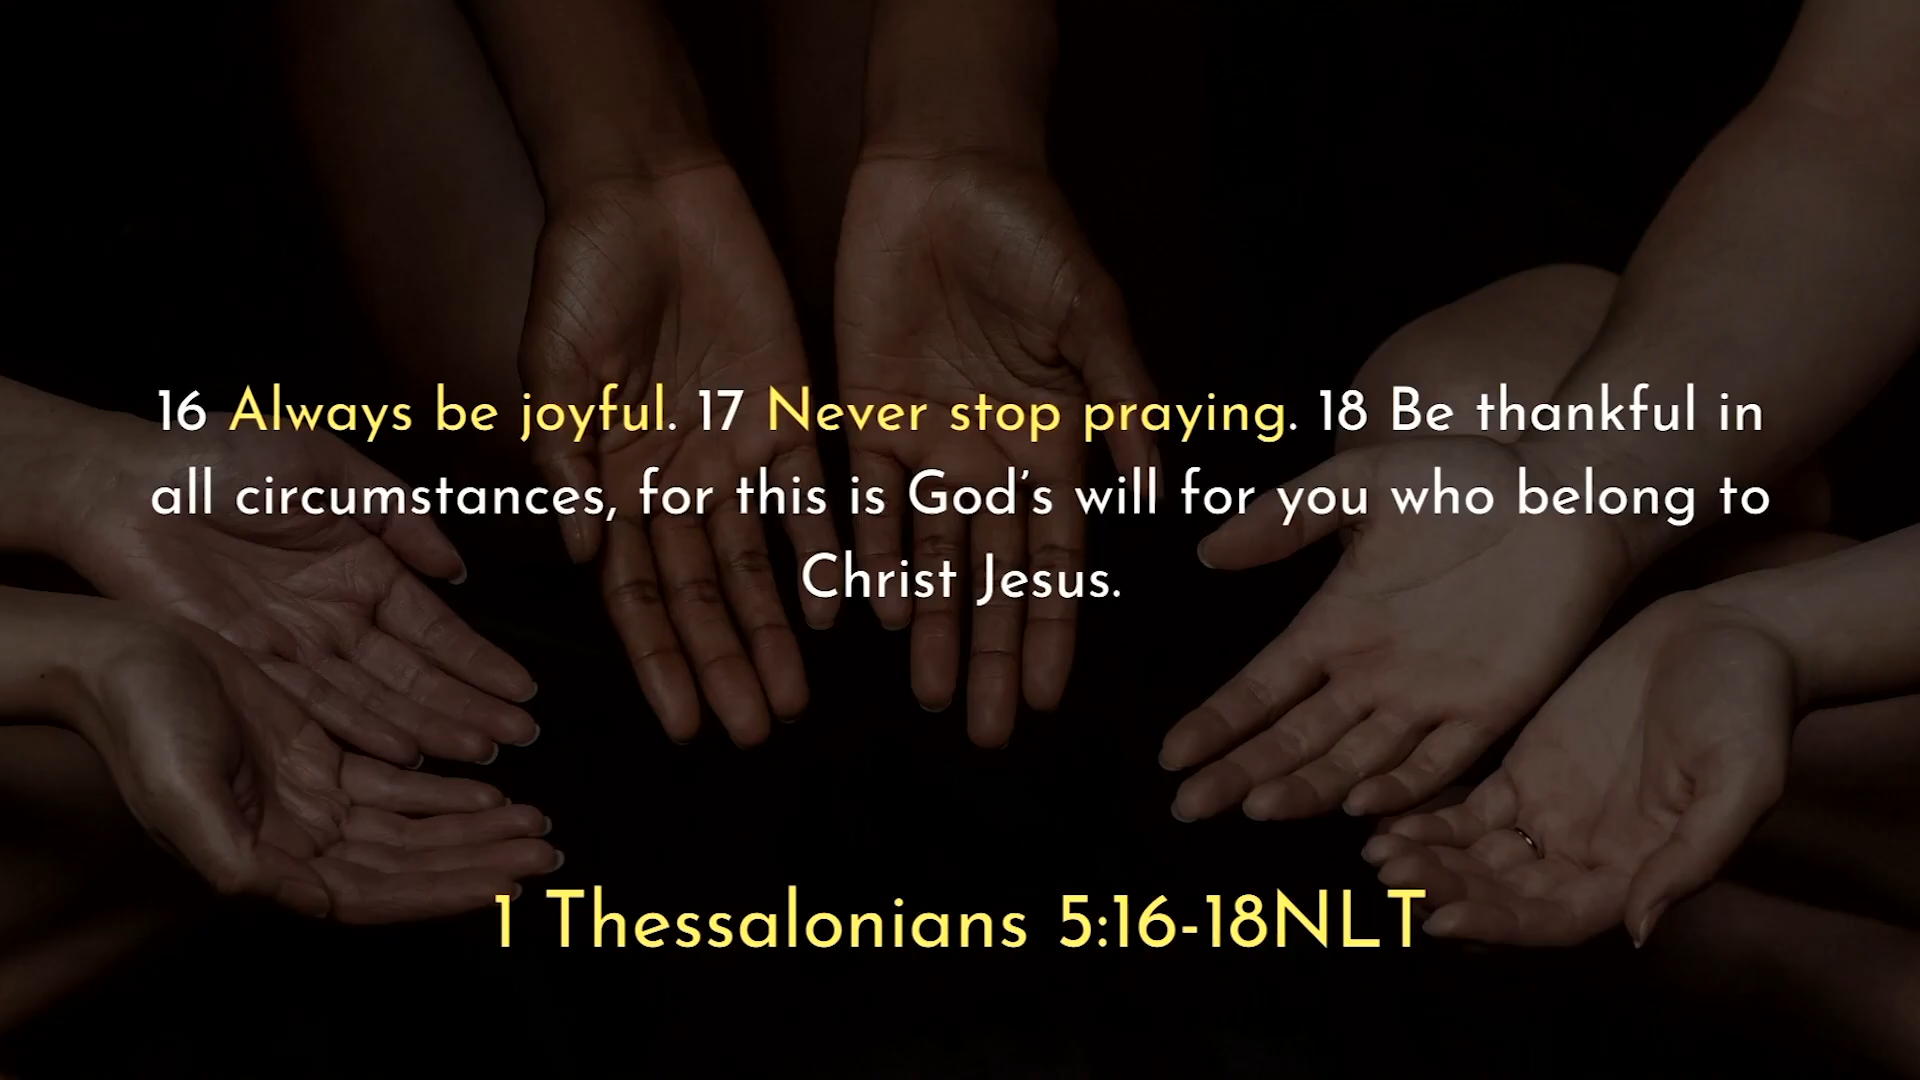 16 Always be joyful. 17 Never stop praying. 18 Be thankful in
all circumstances, for this is God's will for you who belong to
Christ Jesus.
1 Thessalonians 5:16-18NLT